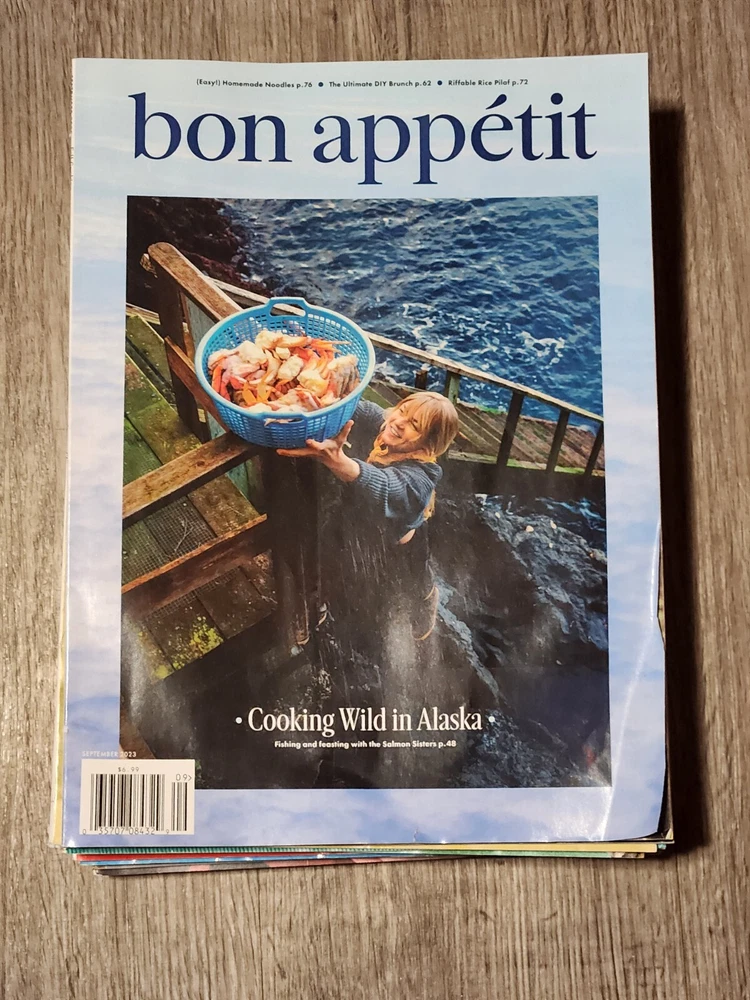 (Easy!) Homemade Noodles p.76 • The Ultimate DIY Brunch p.62 • Riffable Rice Pilaf p.72
bon appétit
• Cooking Wild in Alaska •
Fishing and feasting with the Salmon Sisters p.48
SEPTEMBER 2023
$6.99
09>